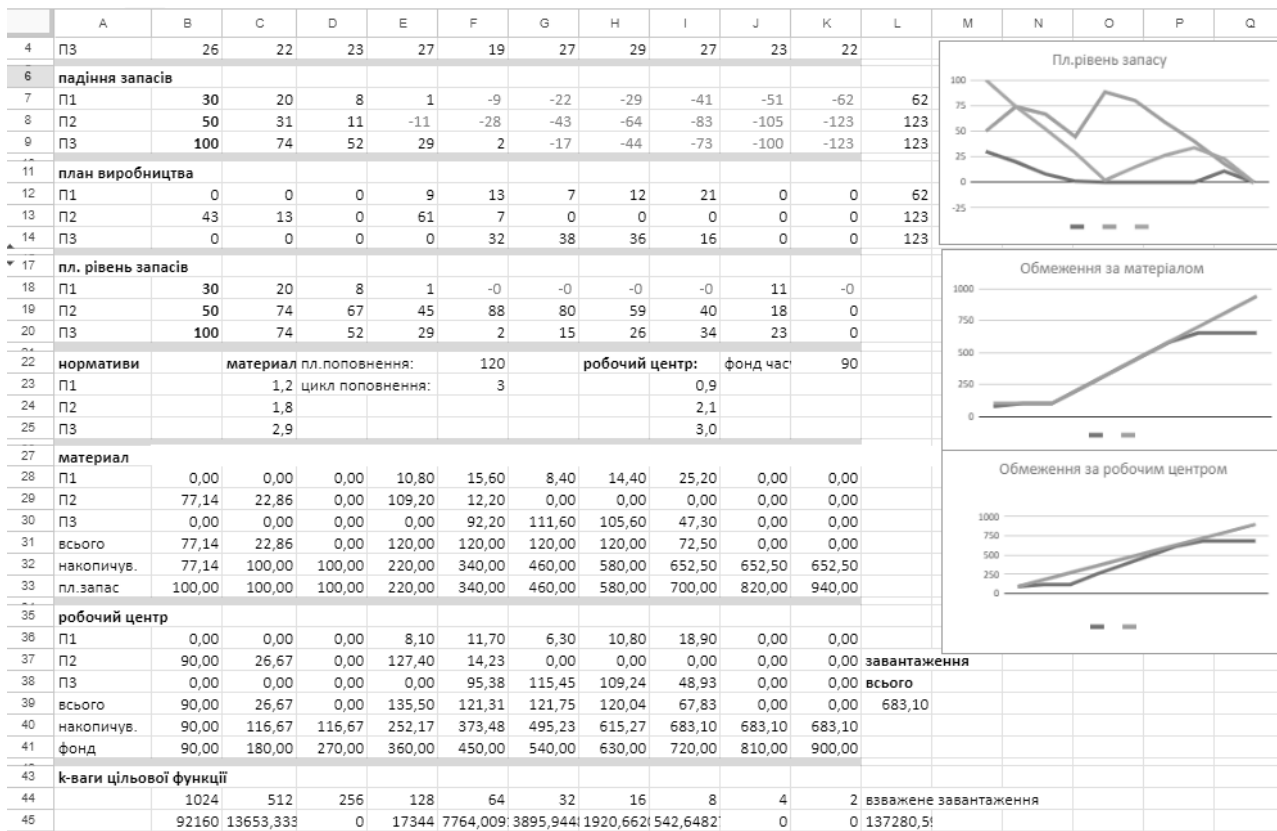 A B C D E F G H I J K L M N O P Q
4 П3 26 22 23 27 19 27 29 27 23 22
6 падіння запасів
7 П1 30 20 8 1 -9 -22 -29 -41 -51 -62 62
8 П2 50 31 11 -11 -28 -43 -64 -83 -105 -123 123
9 П3 100 74 52 29 2 -17 -44 -73 -100 -123 123
11 план виробництва
12 П1 0 0 0 9 13 7 12 21 0 0 62
13 П2 43 13 0 61 7 0 0 0 0 0 123
14 П3 0 0 0 0 32 38 36 16 0 0 123
17 пл. рівень запасів
18 П1 30 20 8 1 -0 -0 -0 -0 11 -0
19 П2 50 74 67 45 88 80 59 40 18 0
20 П3 100 74 52 29 2 15 26 34 23 0
22 нормативи материал пл.поповнення: 120 робочий центр: фонд час 90
23 П1 1,2 цикл поповнення: 3 0,9
24 П2 1,8 2,1
25 П3 2,9 3,0
27 материал
28 П1 0,00 0,00 0,00 10,80 15,60 8,40 14,40 25,20 0,00 0,00
29 П2 77,14 22,86 0,00 109,20 12,20 0,00 0,00 0,00 0,00 0,00
30 П3 0,00 0,00 0,00 0,00 92,20 111,60 105,60 47,30 0,00 0,00
31 всього 77,14 22,86 0,00 120,00 120,00 120,00 120,00 72,50 0,00 0,00
32 накопичув. 77,14 100,00 100,00 220,00 340,00 460,00 580,00 652,50 652,50 652,50
33 пл.запас 100,00 100,00 100,00 220,00 340,00 460,00 580,00 700,00 820,00 940,00
35 робочий центр
36 П1 0,00 0,00 0,00 8,10 11,70 6,30 10,80 18,90 0,00 0,00
37 П2 90,00 26,67 0,00 127,40 14,23 0,00 0,00 0,00 0,00 0,00 завантаження
38 П3 0,00 0,00 0,00 0,00 95,38 115,45 109,24 48,93 0,00 0,00 всього
39 всього 90,00 26,67 0,00 135,50 121,31 121,75 120,04 67,83 0,00 0,00 683,10
40 накопичув. 90,00 116,67 116,67 252,17 373,48 495,23 615,27 683,10 683,10 683,10
41 фонд 90,00 180,00 270,00 360,00 450,00 540,00 630,00 720,00 810,00 900,00
43 k-ваги цільової функції
44 1024 512 256 128 64 32 16 8 4 2 взважене завантаження
45 92160 13653,333 0 17344 7764,009 3895,944 1920,662 542,6482 0 0 137280,5
Пл.рівень запасу
100
75
50
25
0
-25
Обмеження за матеріалом
1000
750
500
250
0
Обмеження за робочим центром
1000
750
500
250
0